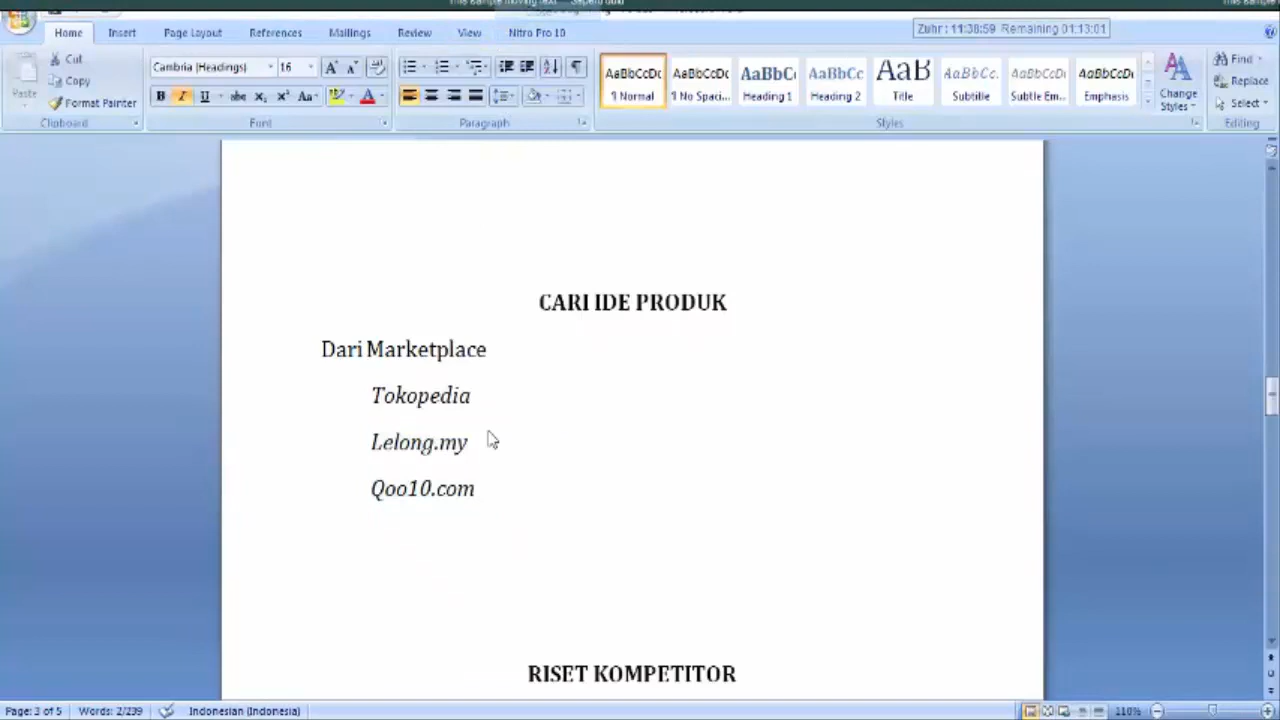 Home Insert Page Layout References Mailings Review View Nitro Pro 10
Zuhr : 11:38:59 Remaining 01:13:01
Paste
Cut
Copy
Format Painter
Clipboard
Cambria (Headings) 16
Font
Paragraph
AaBbCcDc AaBbCcDc AaBbC AaBbCc AaB AaBbCc. AaBbCcDc AaBbCcDc
¶ Normal ¶ No Spaci... Heading 1 Heading 2 Title Subtitle Subtle Em... Emphasis
Change Styles
Styles
Find
Replace
Select
Editing
CARI IDE PRODUK
Dari Marketplace
Tokopedia
Lelong.my
Qoo10.com
RISET KOMPETITOR
Page: 3 of 5 Words: 2/239 Indonesian (Indonesia) 110%